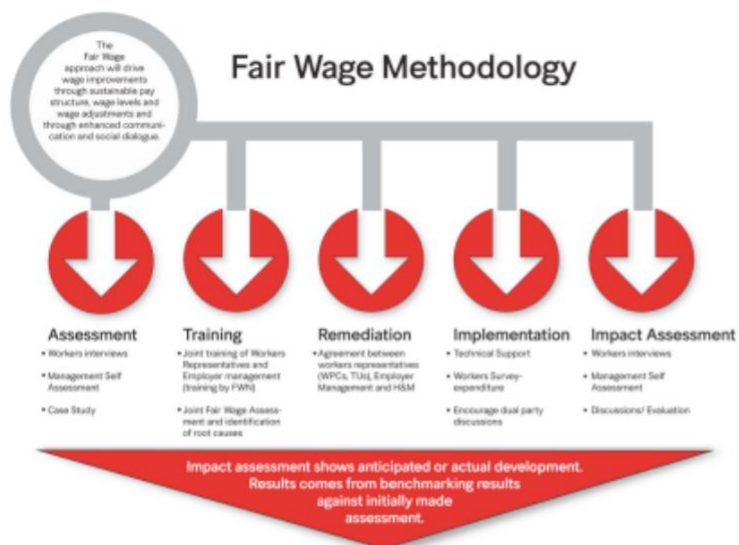 The
Fair Wage
approach will drive
wage improvements
through sustainable pay
structure, wage levels and
wage adjustments and
through enhanced communi-
cation and social dialogue.
Fair Wage Methodology
Assessment
• Workers interviews
• Management Self
Assessment
• Case Study
Training
• Joint training of Workers
Representatives and
Employer management
(training by FWN)
• Joint Fair Wage Assess-
ment and identification
of root causes
Remediation
• Agreement between
workers representatives
(WPCs, TUs), Employer
Management and H&M
Implementation
• Technical Support
• Workers Survey-
expenditure
• Encourage dual party
discussions
Impact Assessment
• Workers interviews
• Management Self
Assessment
• Discussions/ Evaluation
Impact assessment shows anticipated or actual development.
Results comes from benchmarking results
against initially made
assessment.